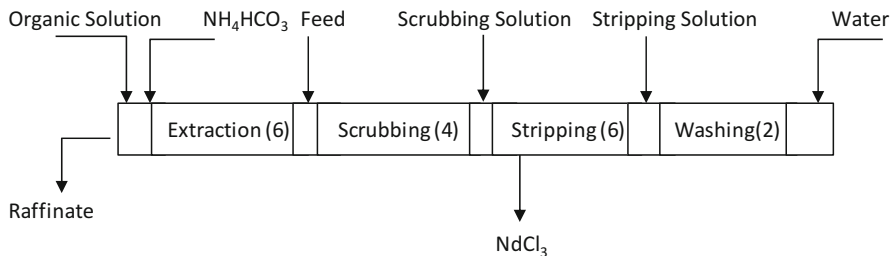 Organic Solution NH₄HCO₃ Feed Scrubbing Solution Stripping Solution Water
Extraction (6) Scrubbing (4) Stripping (6) Washing(2)
Raffinate
NdCl₃